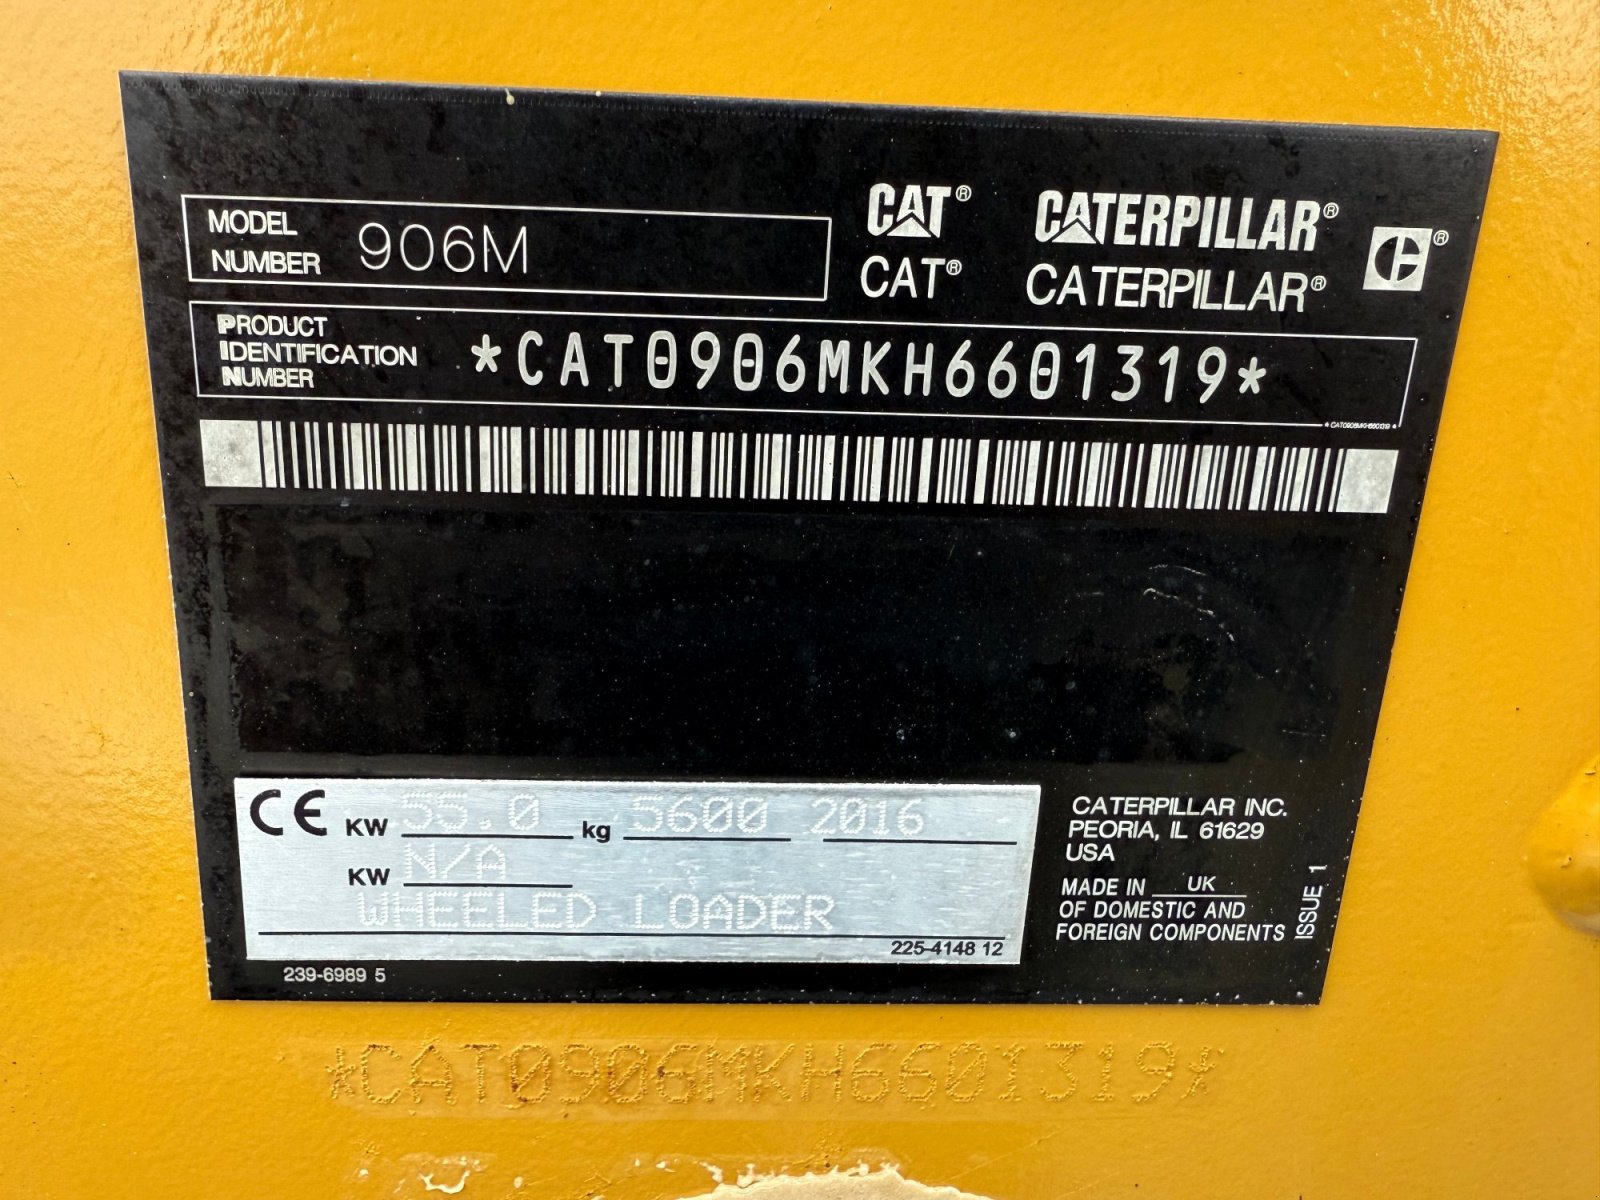 MODEL
NUMBER 906M
CAT® CATERPILLAR®
CAT® CATERPILLAR® ®
PRODUCT
IDENTIFICATION
NUMBER
*CAT0906MKH6601319*
*CAT0906MKH6601319*
CE KW 55.0 kg 5600 2016
KW N/A
WHEELED LOADER
225-4148 12
239-6989 5
CATERPILLAR INC.
PEORIA, IL 61629
USA
MADE IN UK
OF DOMESTIC AND
FOREIGN COMPONENTS
ISSUE 1
*CAT0906MKH6601319*